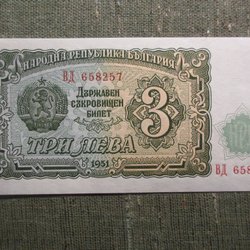 НАРОДНА РЕПУБЛИКА БЪЛГАРИЯ
ВД 658257
ДЪРЖАВЕН
СЪКРОВИЩЕН
БИЛЕТ
3
ТРИ ЛЕВА
1951
ВД 658